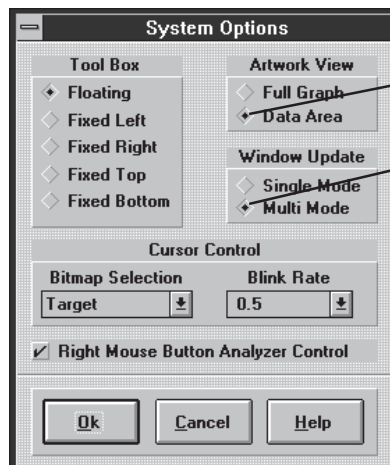 System Options
Tool Box
Floating
Fixed Left
Fixed Right
Fixed Top
Fixed Bottom
Artwork View
Full Graph
Data Area
Window Update
Single Mode
Multi Mode
Cursor Control
Bitmap Selection
Target
Blink Rate
0.5
Right Mouse Button Analyzer Control
Ok
Cancel
Help